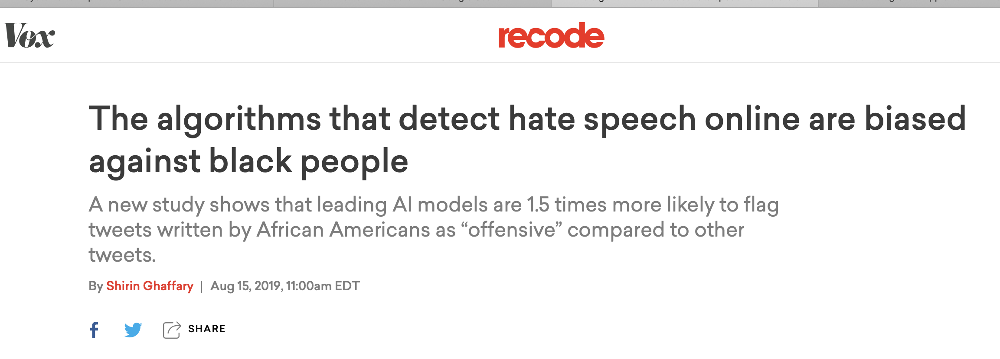 Vox
recode
The algorithms that detect hate speech online are biased
against black people
A new study shows that leading AI models are 1.5 times more likely to flag
tweets written by African Americans as “offensive” compared to other
tweets.
By Shirin Ghaffary | Aug 15, 2019, 11:00am EDT
SHARE